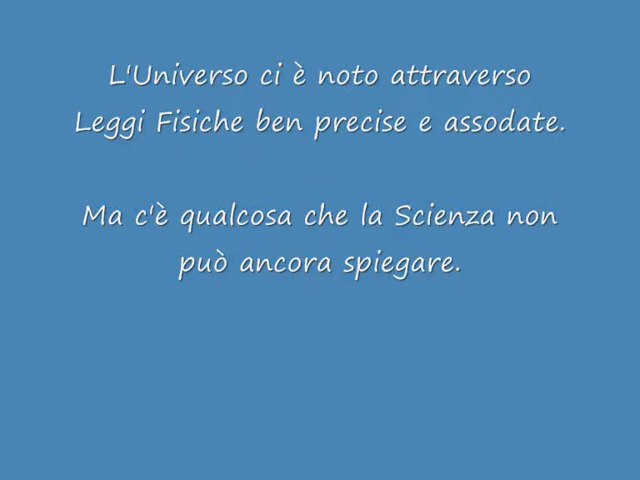 L'Universo ci è noto attraverso
Leggi Fisiche ben precise e assodate.
Ma c'è qualcosa che la Scienza non
può ancora spiegare.